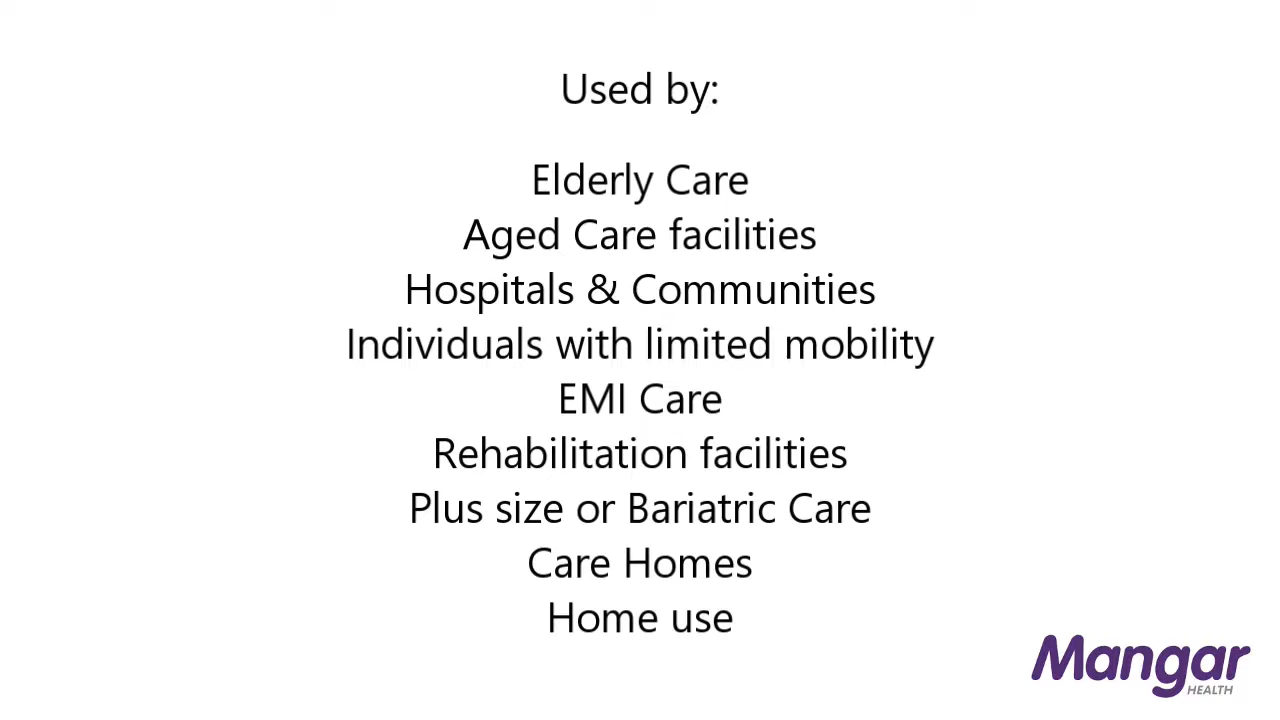 Used by:
Elderly Care
Aged Care facilities
Hospitals & Communities
Individuals with limited mobility
EMI Care
Rehabilitation facilities
Plus size or Bariatric Care
Care Homes
Home use
Mangar
HEALTH